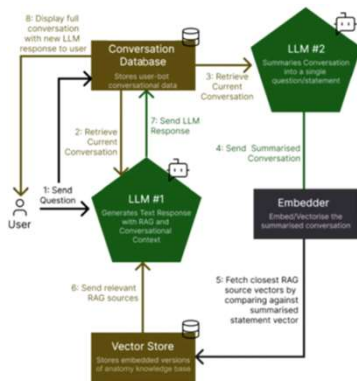 8: Display full
conversation with new LLM
response to user
Conversation
Database
Stores user-bot
conversational data
3: Retrieve
Current
Conversation
LLM #2
Summaries Conversation
into a single
question/statement
2: Retrieve
Current
Conversation
7: Send LLM
Response
4: Send Summarised
Conversation
1: Send
Question
User
LLM #1
Generates Text Response
with RAG and
Conversational
Context
Embedder
Embed/Vectorise the
summarised conversation
6: Send relevant
RAG sources
5: Fetch closest RAG
source vectors by
comparing against
summarised
statement vector
Vector Store
Stores embedded versions
of anatomy knowledge base